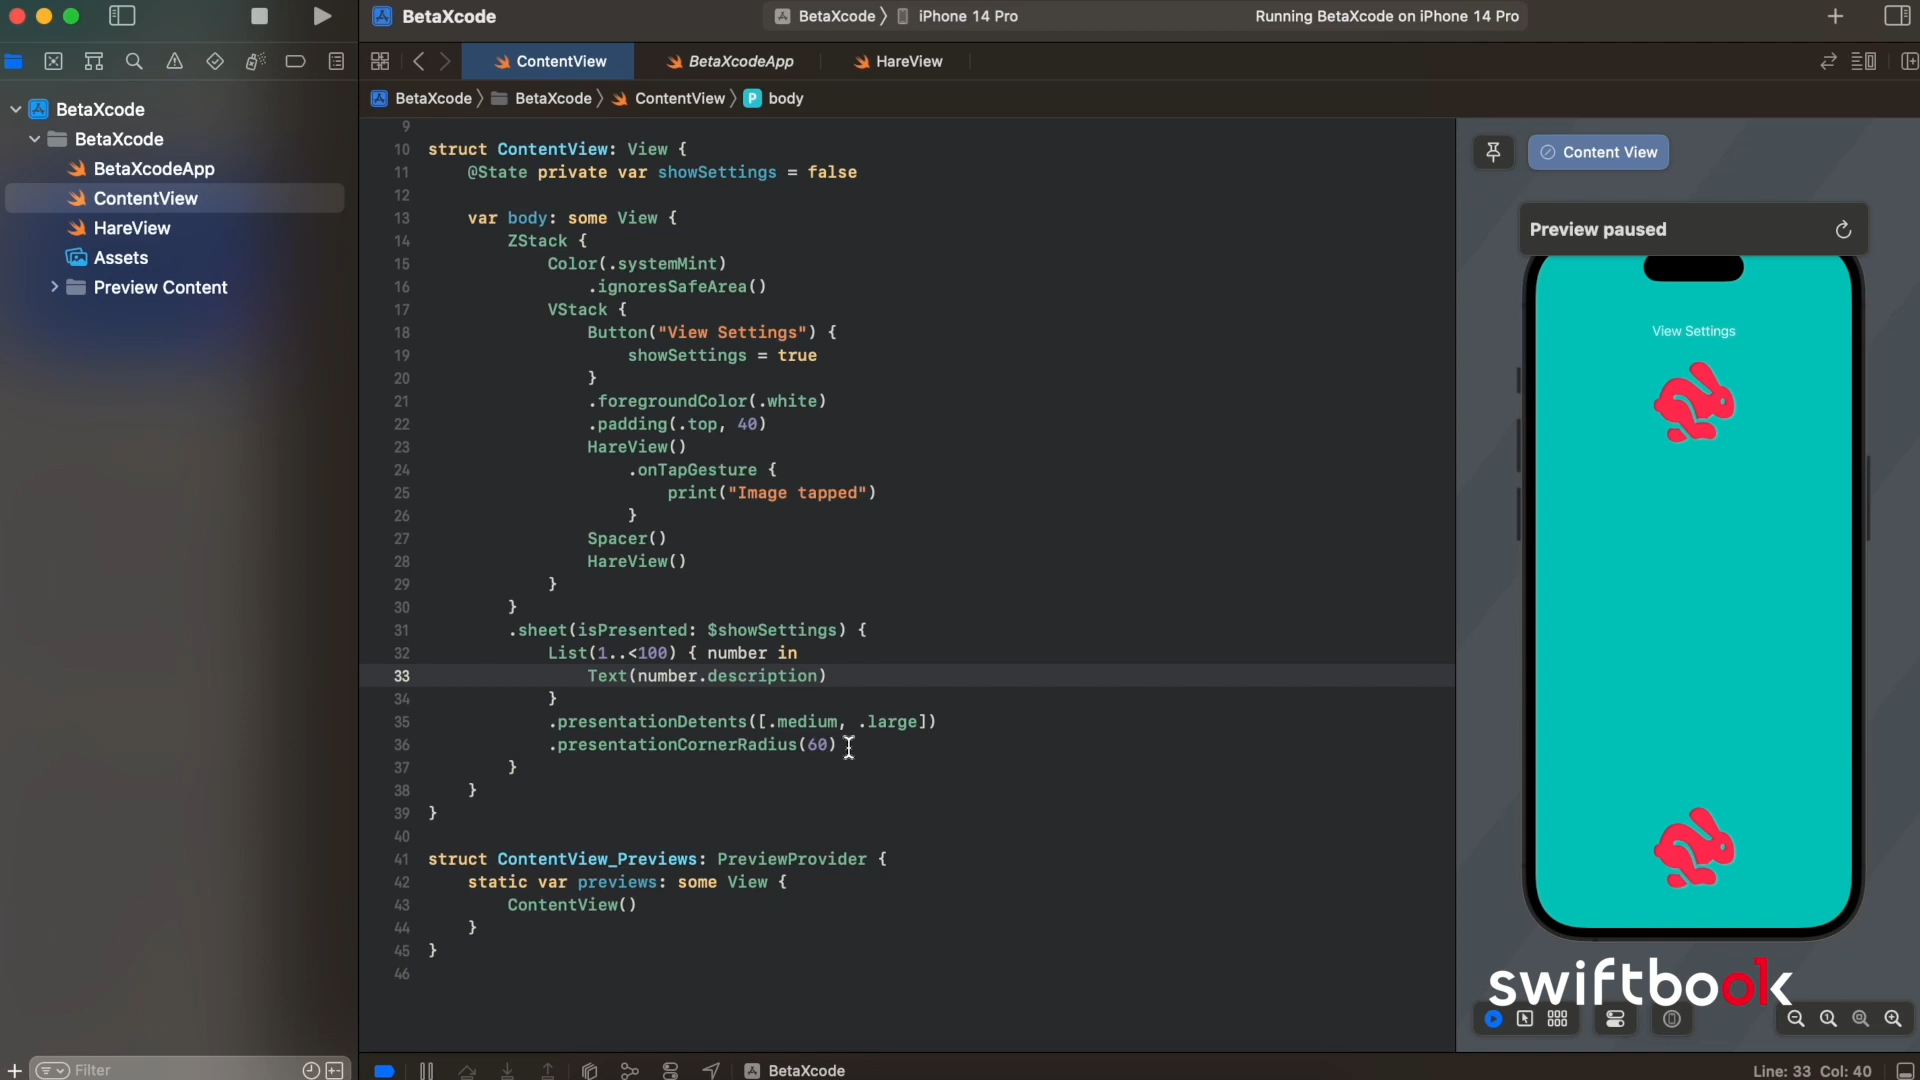 BetaXcode
BetaXcode 〉 iPhone 14 Pro
Running BetaXcode on iPhone 14 Pro
ContentView
BetaXcodeApp
HareView
BetaXcode 〉 BetaXcode 〉 ContentView 〉 P body
BetaXcode
BetaXcode
BetaXcodeApp
ContentView
HareView
Assets
Preview Content
9
10 struct ContentView: View {
11 @State private var showSettings = false
12
13 var body: some View {
14 ZStack {
15 Color(.systemMint)
16 .ignoresSafeArea()
17 VStack {
18 Button("View Settings") {
19 showSettings = true
20 }
21 .foregroundColor(.white)
22 .padding(.top, 40)
23 HareView()
24 .onTapGesture {
25 print("Image tapped")
26 }
27 Spacer()
28 HareView()
29 }
30 }
31 .sheet(isPresented: $showSettings) {
32 List(1..<100) { number in
33 Text(number.description)
34 }
35 .presentationDetents([.medium, .large])
36 .presentationCornerRadius(60)
37 }
38 }
39 }
40
41 struct ContentView_Previews: PreviewProvider {
42 static var previews: some View {
43 ContentView()
44 }
45 }
46
Content View
Preview paused
View Settings
swiftbook
Filter
BetaXcode
Line: 33 Col: 40